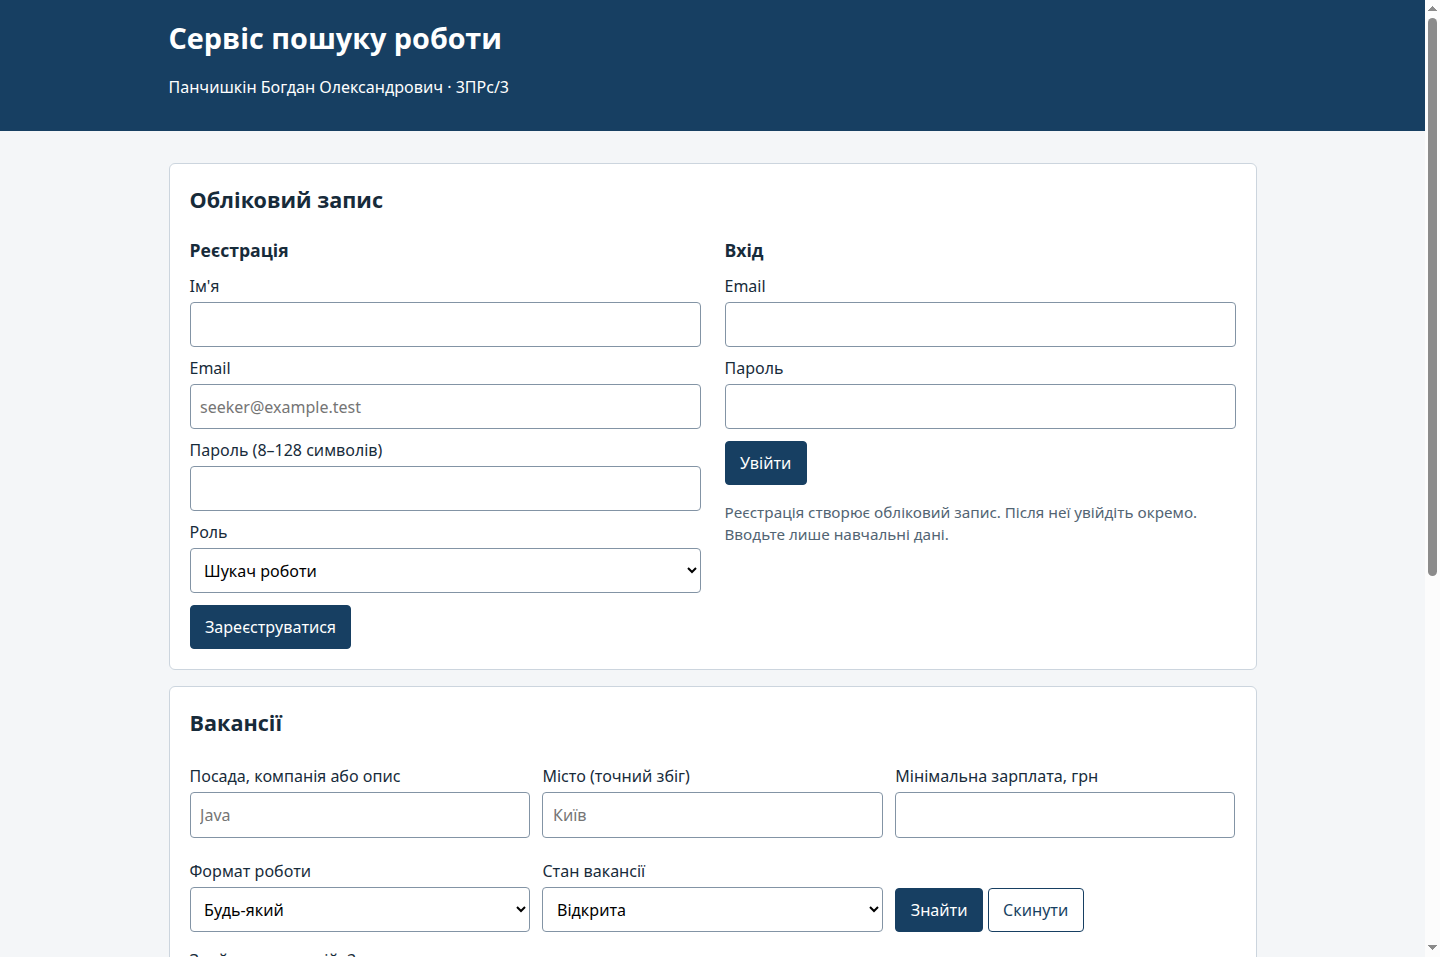 Сервіс пошуку роботи
Панчишкін Богдан Олександрович · ЗПРс/3
Обліковий запис
Реєстрація
Ім'я
Email
seeker@example.test
Пароль (8–128 символів)
Роль
Шукач роботи
Зареєструватися
Вхід
Email
Пароль
Увійти
Реєстрація створює обліковий запис. Після неї увійдіть окремо.
Вводьте лише навчальні дані.
Вакансії
Посада, компанія або опис
Java
Місто (точний збіг)
Київ
Мінімальна зарплата, грн
Формат роботи
Будь-який
Стан вакансії
Відкрита
Знайти
Скинути